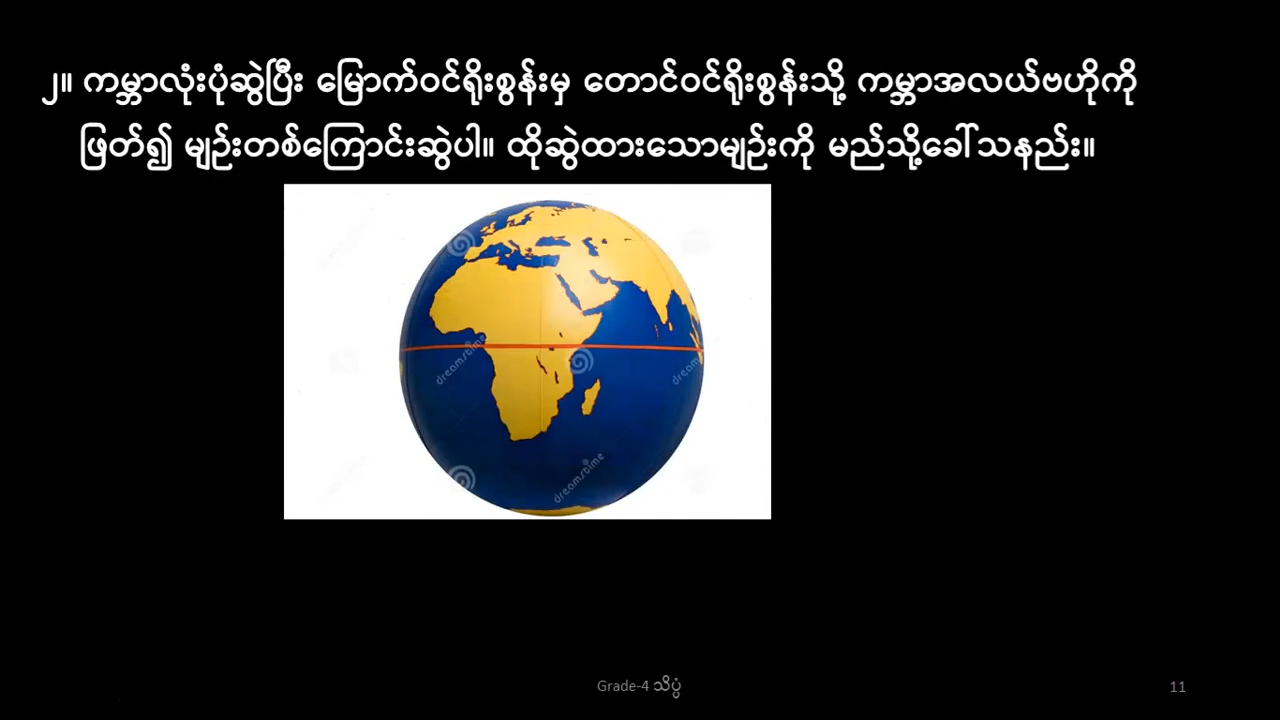 ၂။ ကမ္ဘာလုံးပုံဆွဲပြီး မြောက်ဝင်ရိုးစွန်းမှ တောင်ဝင်ရိုးစွန်းသို့ ကမ္ဘာအလယ်ဗဟိုကို
ဖြတ်၍ မျဉ်းတစ်ကြောင်းဆွဲပါ။ ထိုဆွဲထားသောမျဉ်းကို မည်သို့ခေါ်သနည်း။
dreamstime
dreamstime
dreamstime
Grade-4 သိပ္ပံ
11